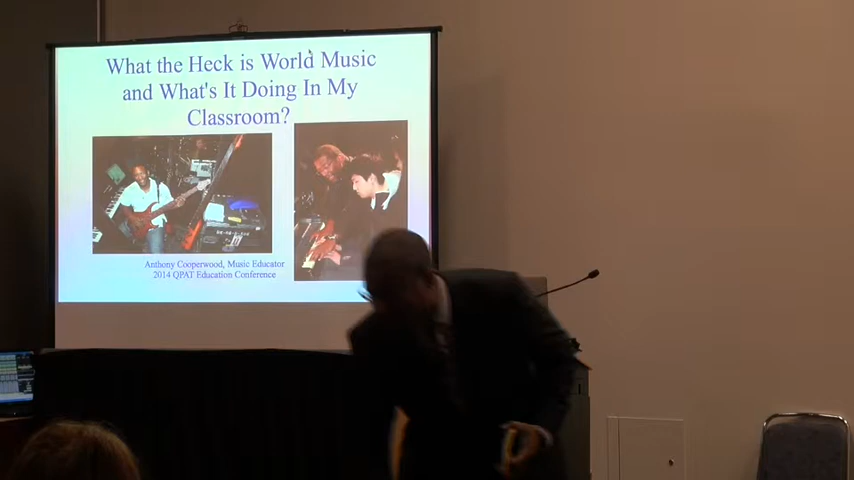 What the Heck is World Music
and What's It Doing In My
Classroom?
Anthony Cooperwood, Music Educator
2014 QPAT Education Conference